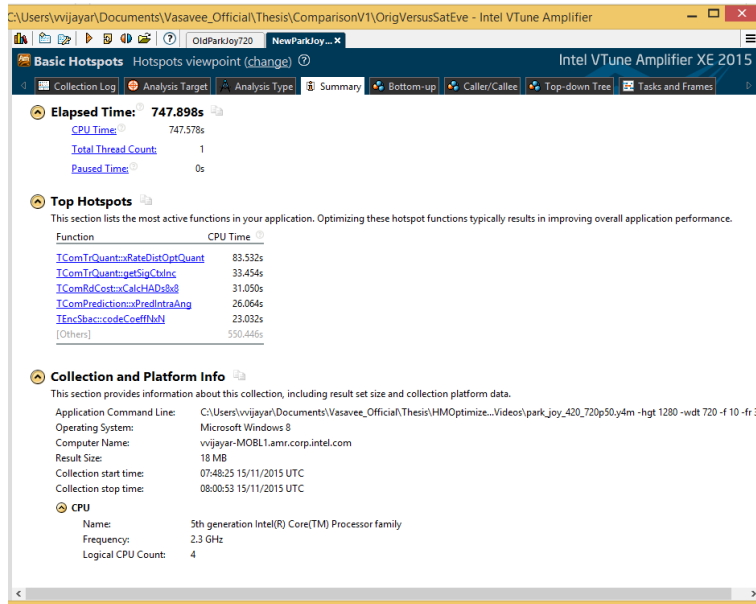 C:\Users\vvijayar\Documents\Vasavee_Official\Thesis\ComparisonV1\OrigVersusSatEve - Intel VTune Amplifier
OldParkJoy720 NewParkJoy...
Basic Hotspots Hotspots viewpoint (change) Intel VTune Amplifier XE 2015
Collection Log Analysis Target Analysis Type Summary Bottom-up Caller/Callee Top-down Tree Tasks and Frames
Elapsed Time: 747.898s
CPU Time: 747.578s
Total Thread Count: 1
Paused Time: 0s
Top Hotspots
This section lists the most active functions in your application. Optimizing these hotspot functions typically results in improving overall application performance.
Function CPU Time
TComTrQuant::xRateDistOptQuant 83.532s
TComTrQuant::getSigCtxInc 33.454s
TComRdCost::xCalcHADs8x8 31.050s
TComPrediction::xPredIntraAng 26.064s
TEncSbac::codeCoeffNxN 23.032s
[Others] 550.446s
Collection and Platform Info
This section provides information about this collection, including result set size and collection platform data.
Application Command Line: C:\Users\vvijayar\Documents\Vasavee_Official\Thesis\HMOptimize...Videos\park_joy_420_720p50.y4m -hgt 1280 -wdt 720 -f 10 -fr
Operating System: Microsoft Windows 8
Computer Name: vvijayar-MOBL1.amr.corp.intel.com
Result Size: 18 MB
Collection start time: 07:48:25 15/11/2015 UTC
Collection stop time: 08:00:53 15/11/2015 UTC
CPU
Name: 5th generation Intel(R) Core(TM) Processor family
Frequency: 2.3 GHz
Logical CPU Count: 4